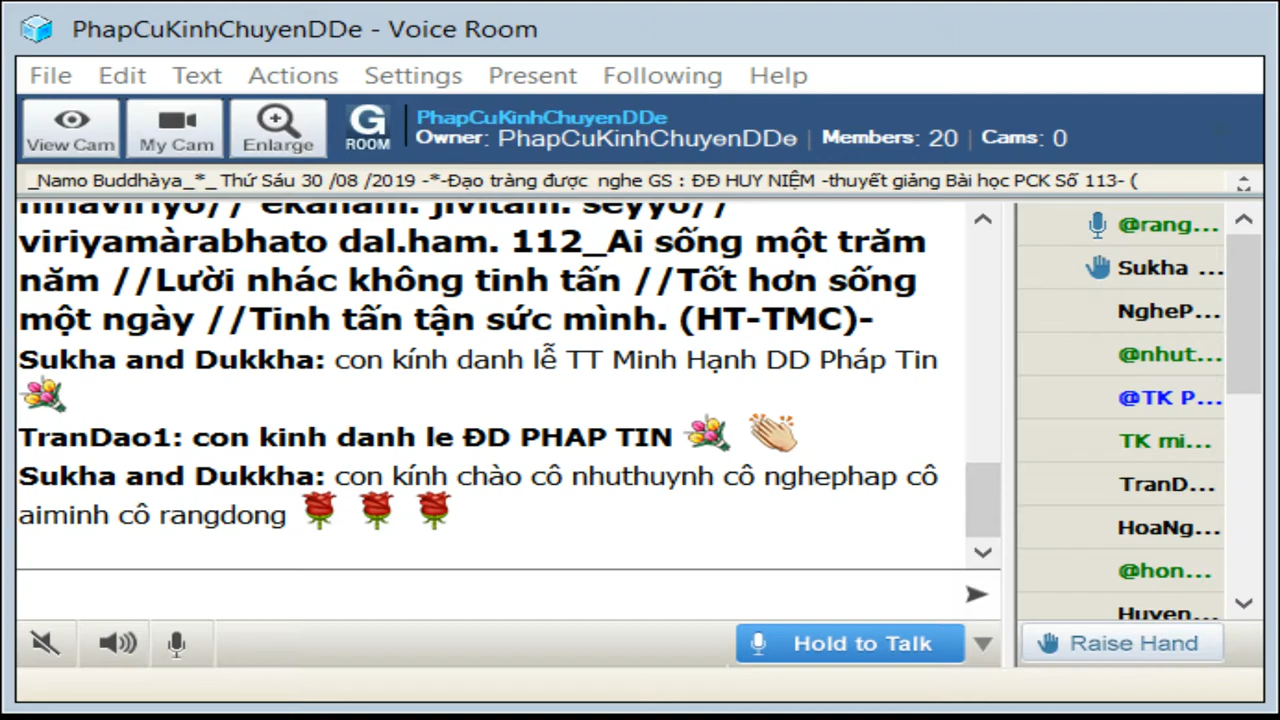 PhapCuKinhChuyenDDe - Voice Room
File Edit Text Actions Settings Present Following Help
View Cam My Cam Enlarge G ROOM
PhapCuKinhChuyenDDe
Owner: PhapCuKinhChuyenDDe | Members: 20 | Cams: 0
_Namo Buddhàya_*_ Thứ Sáu 30 /08 /2019 -*-Đạo tràng được nghe GS : ĐĐ HUY NIỆM -thuyết giảng Bài học PCK Số 113- (
hinaviriyo// ekaham. jivitam. seyyo//
viriyamàrabhato dal.ham. 112_Ai sống một trăm
năm //Lười nhác không tinh tấn //Tốt hơn sống
một ngày //Tinh tấn tận sức mình. (HT-TMC)-
Sukha and Dukkha: con kính danh lễ TT Minh Hạnh DD Pháp Tin
TranDao1: con kinh danh le ĐD PHAP TIN
Sukha and Dukkha: con kính chào cô nhuthuynh cô nghephap cô
aiminh cô rangdong
@rang...
Sukha ...
NgheP...
@nhut...
@TK P...
TK mi...
TranD...
HoaNg...
@hon...
Huyen...
Hold to Talk
Raise Hand